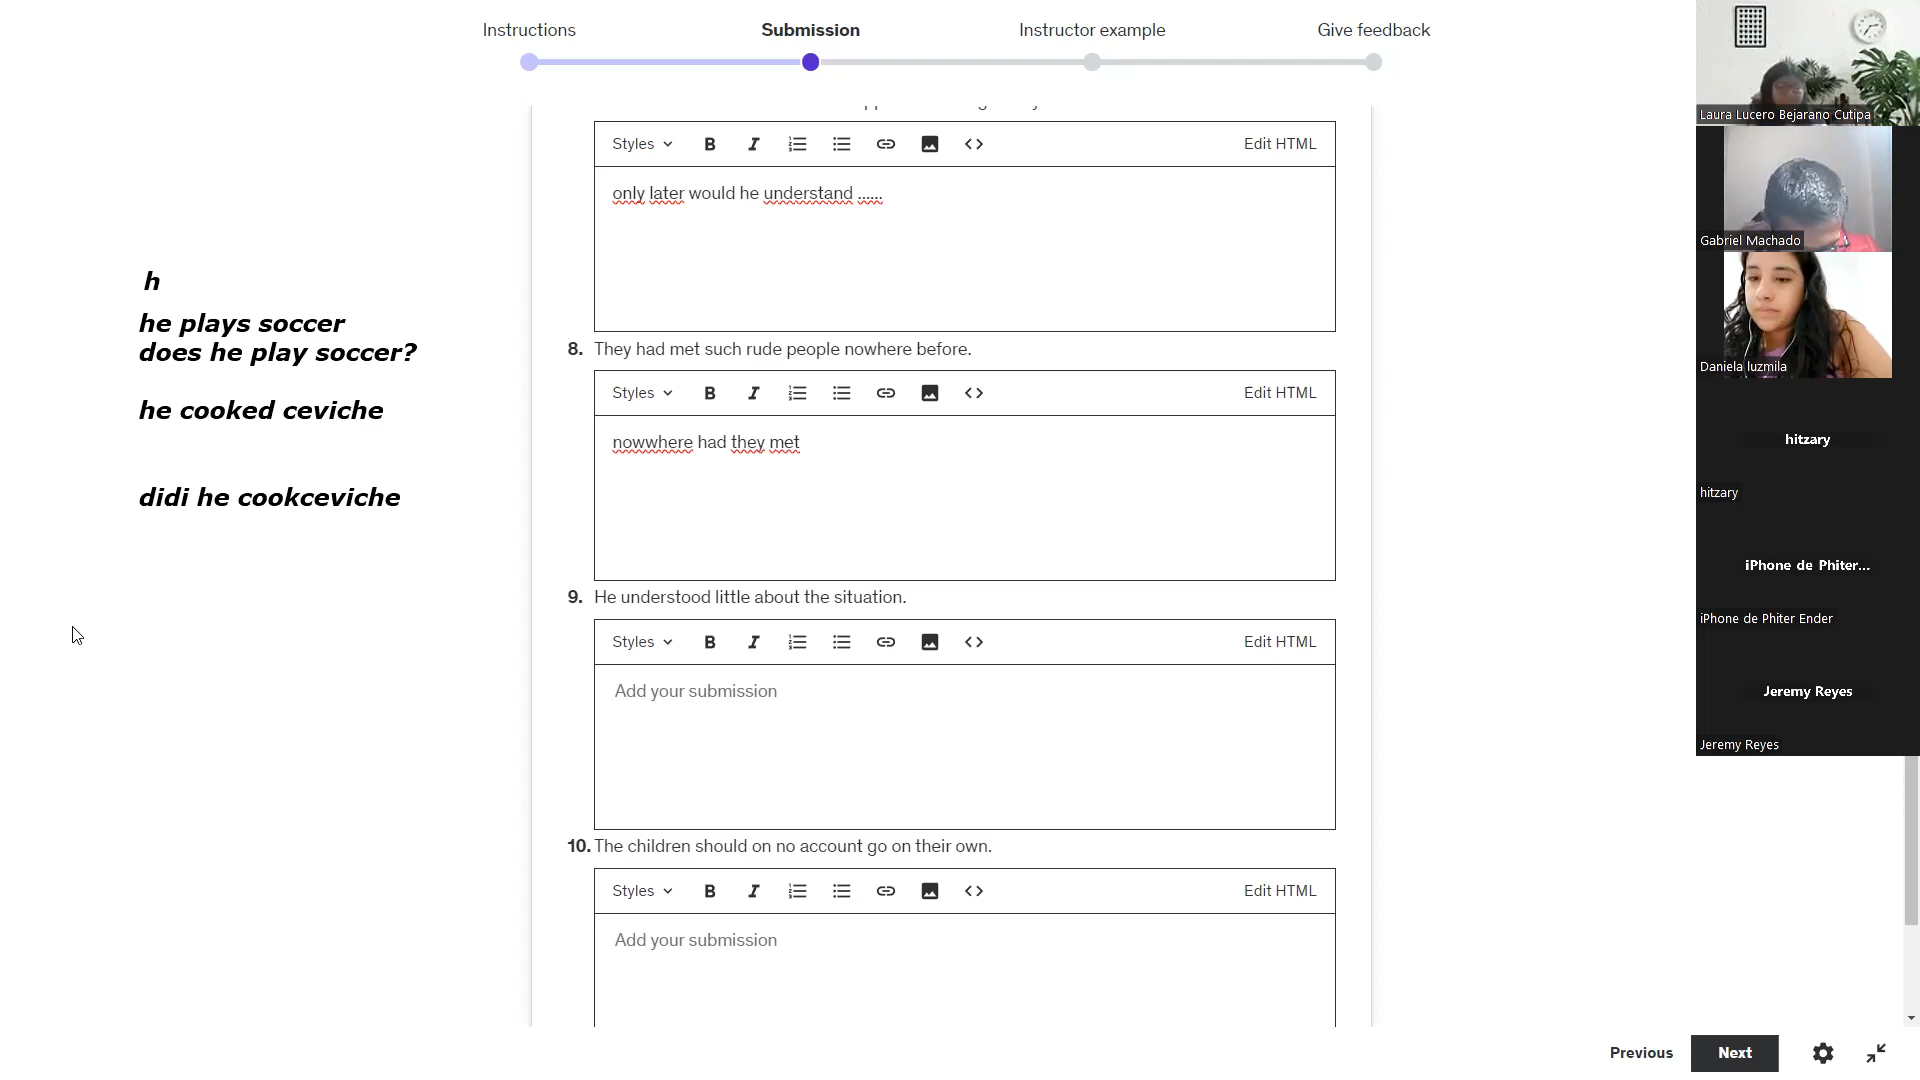 Instructions
Submission
Instructor example
Give feedback
Styles
Edit HTML
only later would he understand ......
8. They had met such rude people nowhere before.
Styles
Edit HTML
nowwhere had they met
9. He understood little about the situation.
Styles
Edit HTML
Add your submission
10. The children should on no account go on their own.
Styles
Edit HTML
Add your submission
h
he plays soccer
does he play soccer?
he cooked ceviche
didi he cookceviche
Laura Lucero Bejarano Cutipa
Gabriel Machado
Daniela luzmila
hitzary
hitzary
iPhone de Phiter...
iPhone de Phiter Ender
Jeremy Reyes
Jeremy Reyes
Previous
Next